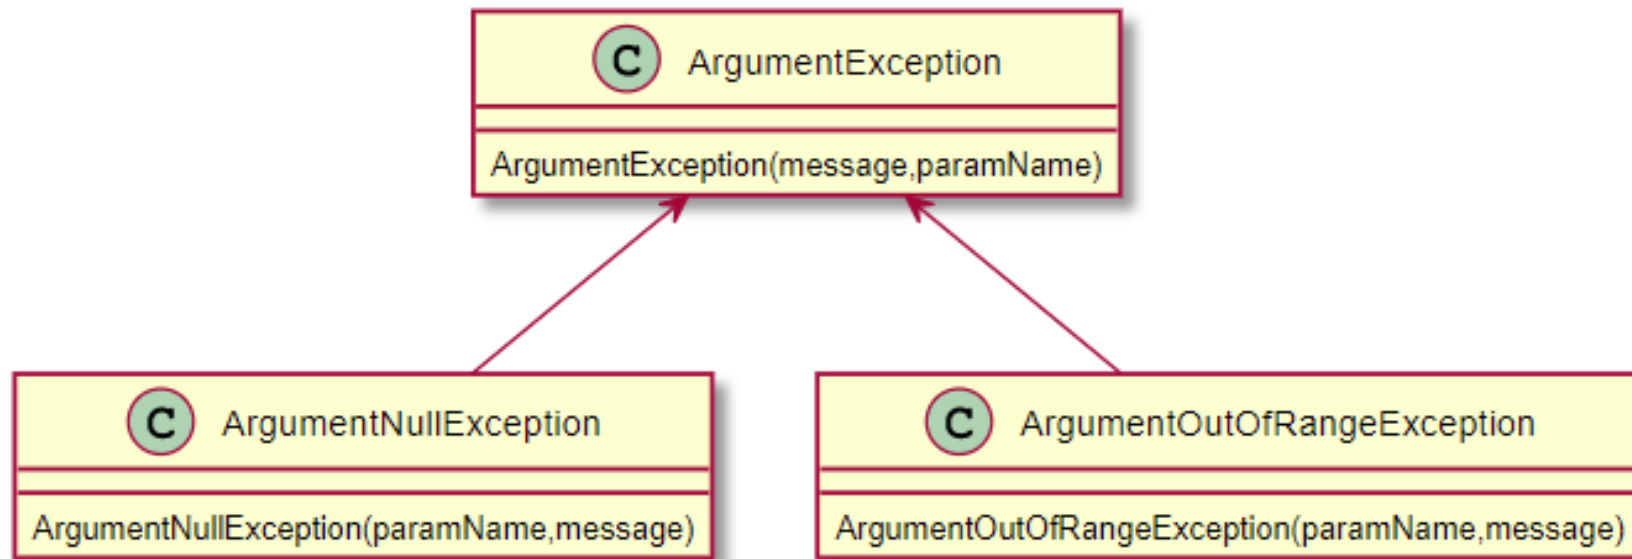 C ArgumentException
ArgumentException(message,paramName)
C ArgumentNullException
ArgumentNullException(paramName,message)
C ArgumentOutOfRangeException
ArgumentOutOfRangeException(paramName,message)